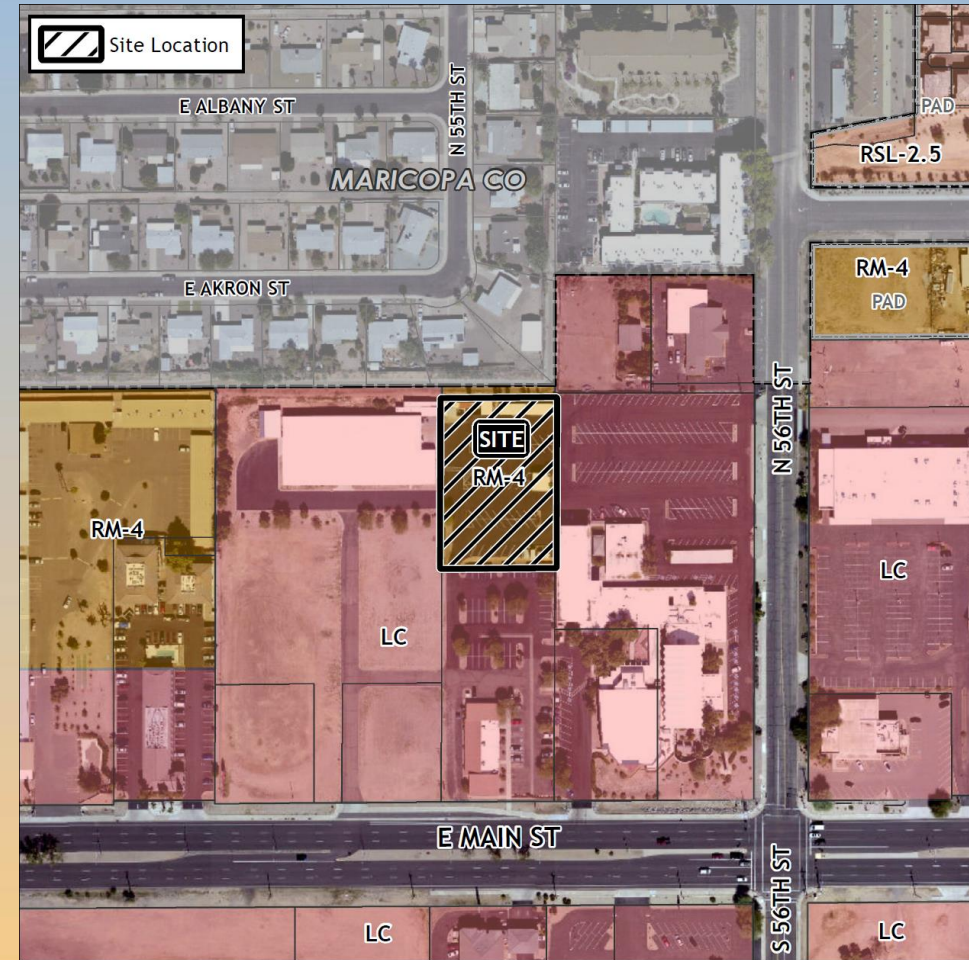 Site Location
E ALBANY ST
N 55TH ST
PAD
RSL-2.5
MARICOPA CO
E AKRON ST
RM-4
PAD
N 56TH ST
SITE
RM-4
RM-4
LC
LC
E MAIN ST
S 56TH ST
LC
LC